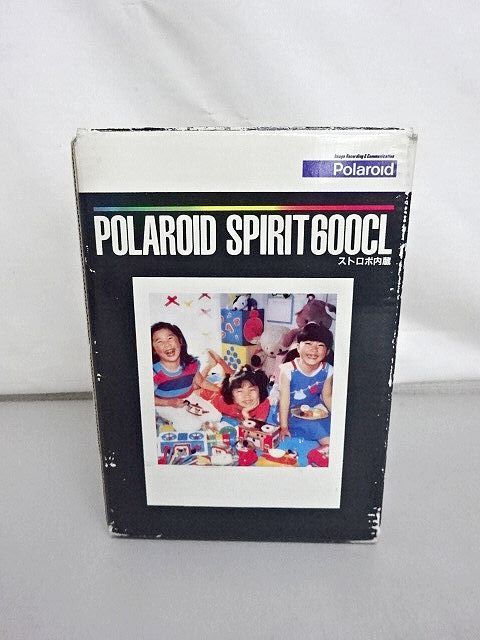 Image Recording & Communication
Polaroid
POLAROID SPIRIT600CL
ストロボ内蔵